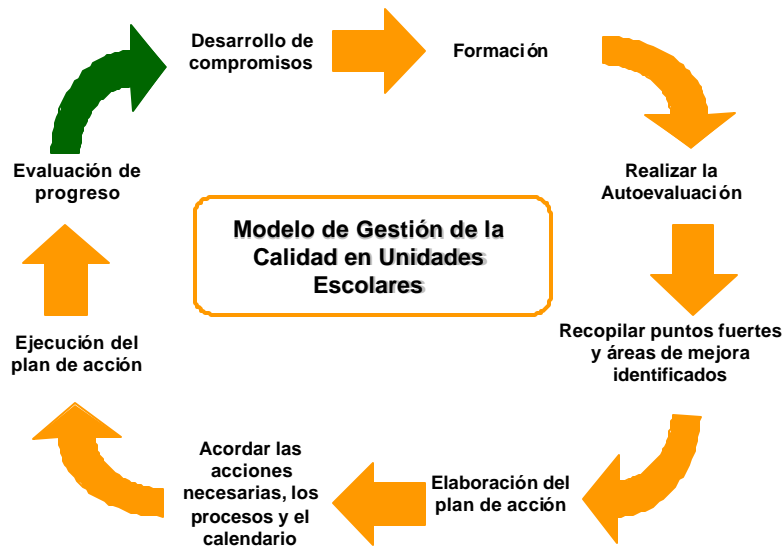 Desarrollo de
compromisos
Formación
Realizar la
Autoevaluación
Recopilar puntos fuertes
y áreas de mejora
identificados
Elaboración del
plan de acción
Acordar las
acciones
necesarias, los
procesos y el
calendario
Ejecución del
plan de acción
Evaluación de
progreso
Modelo de Gestión de la
Calidad en Unidades
Escolares